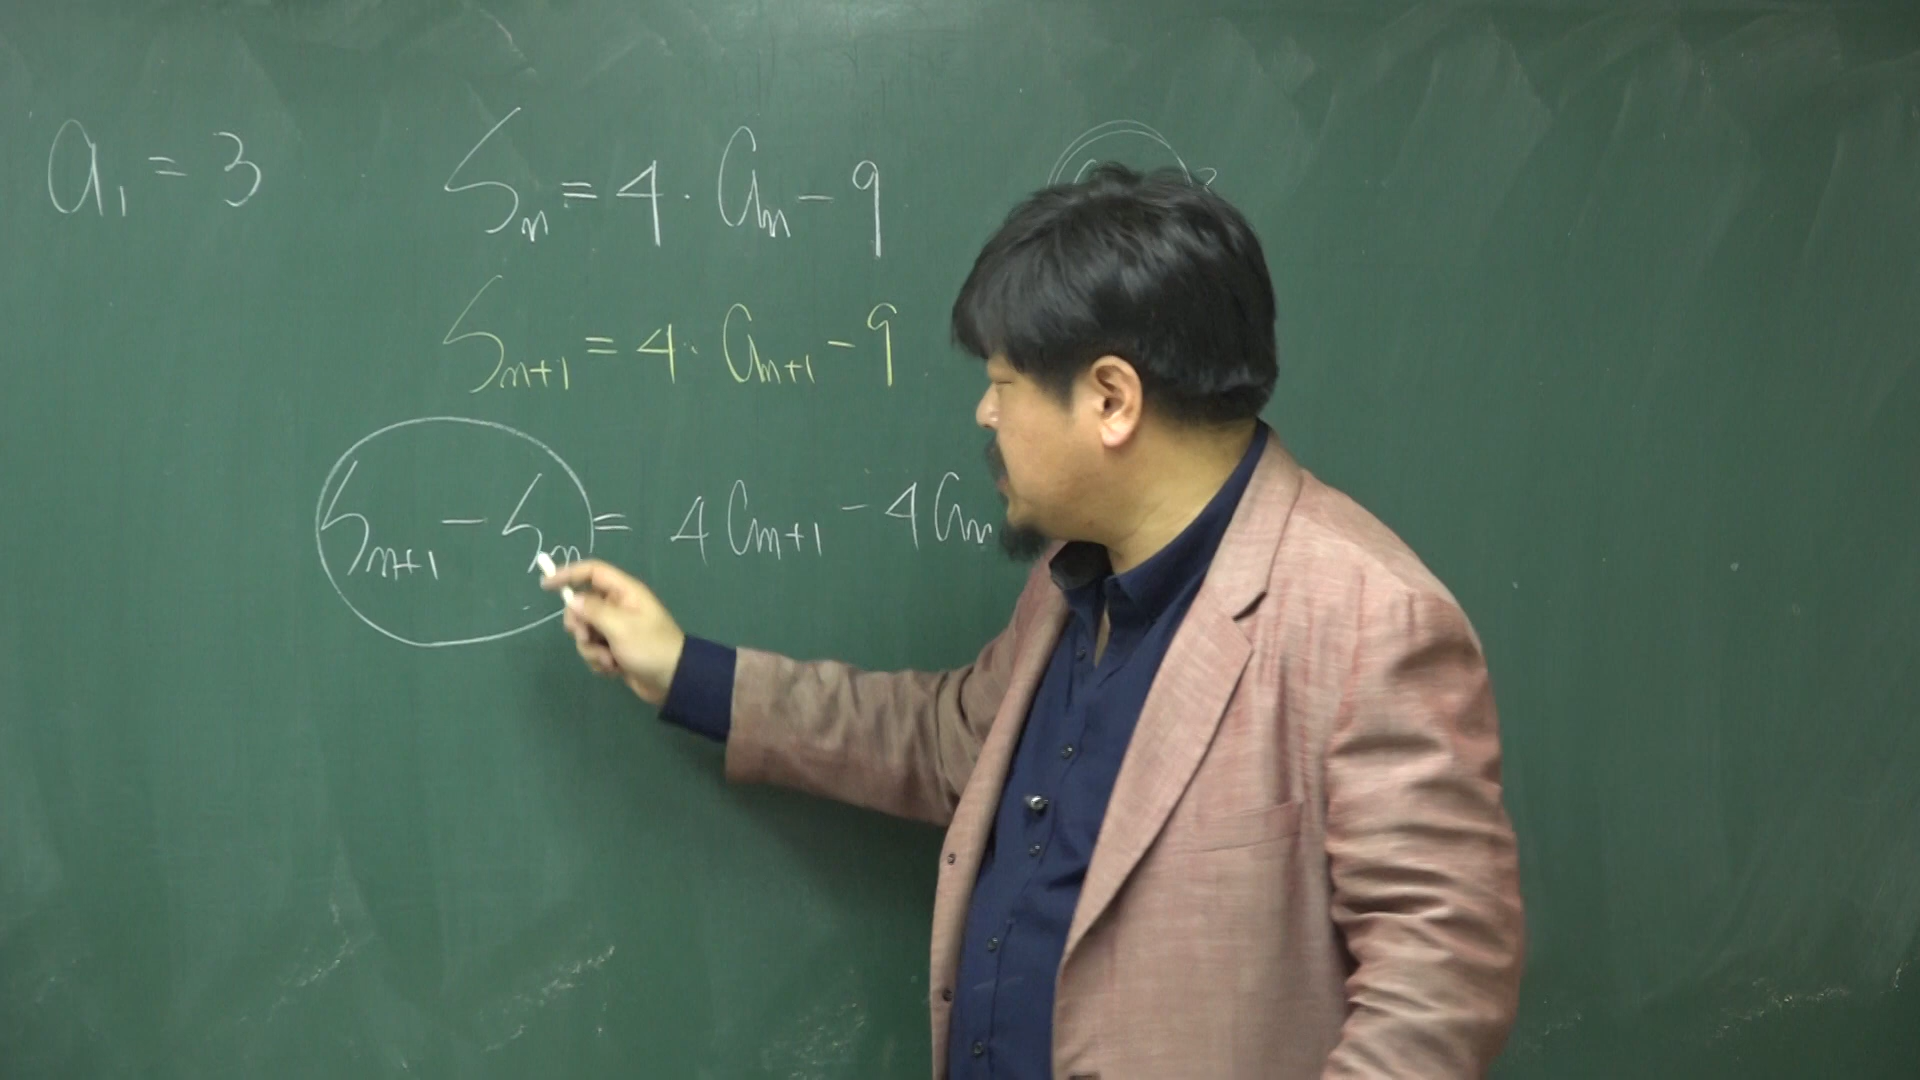 a₁ = 3
Sₙ = 4 · aₙ - 9
Sₙ₊₁ = 4 · aₙ₊₁ - 9
Sₙ₊₁ - Sₙ = 4aₙ₊₁ - 4aₙ